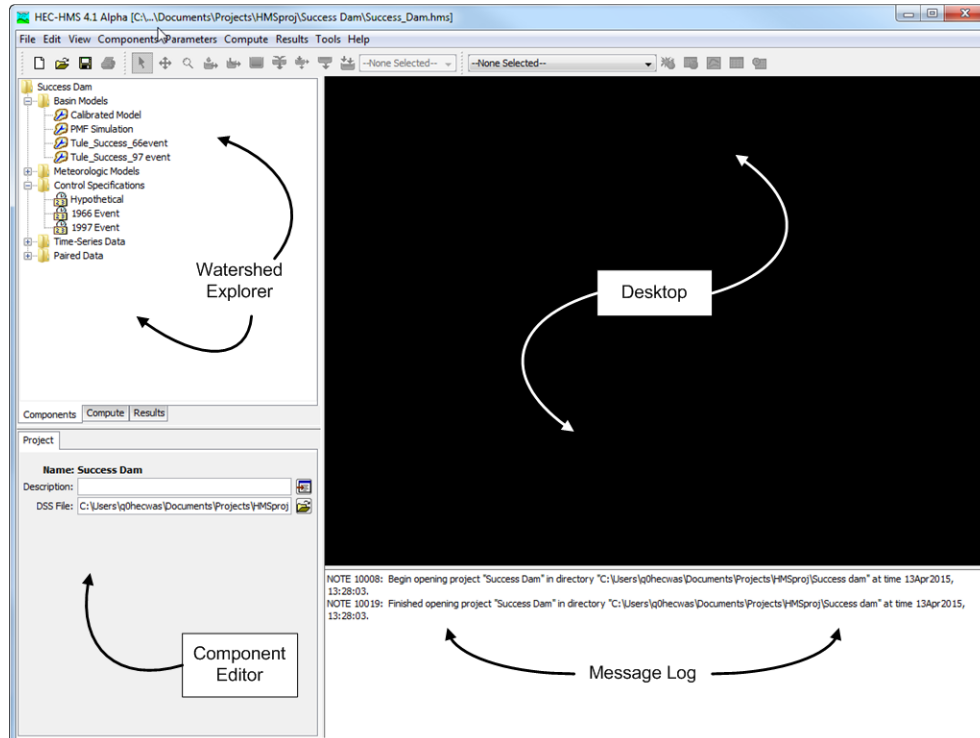 HEC-HMS 4.1 Alpha [C:\...\Documents\Projects\HMSproj\Success Dam\Success_Dam.hms]
File Edit View Components Parameters Compute Results Tools Help
--None Selected-- --None Selected--
Success Dam
Basin Models
Calibrated Model
PMF Simulation
Tule_Success_66event
Tule_Success_97 event
Meteorologic Models
Control Specifications
Hypothetical
1966 Event
1997 Event
Time-Series Data
Paired Data
Watershed
Explorer
Components Compute Results
Desktop
Project
Name: Success Dam
Description:
DSS File: C:\Users\q0hecwas\Documents\Projects\HMSproj
Component
Editor
NOTE 10008: Begin opening project "Success Dam" in directory "C:\Users\q0hecwas\Documents\Projects\HMSproj\Success dam" at time 13Apr2015,
13:28:03.
NOTE 10019: Finished opening project "Success Dam" in directory "C:\Users\q0hecwas\Documents\Projects\HMSproj\Success dam" at time 13Apr2015,
13:28:03.
Message Log